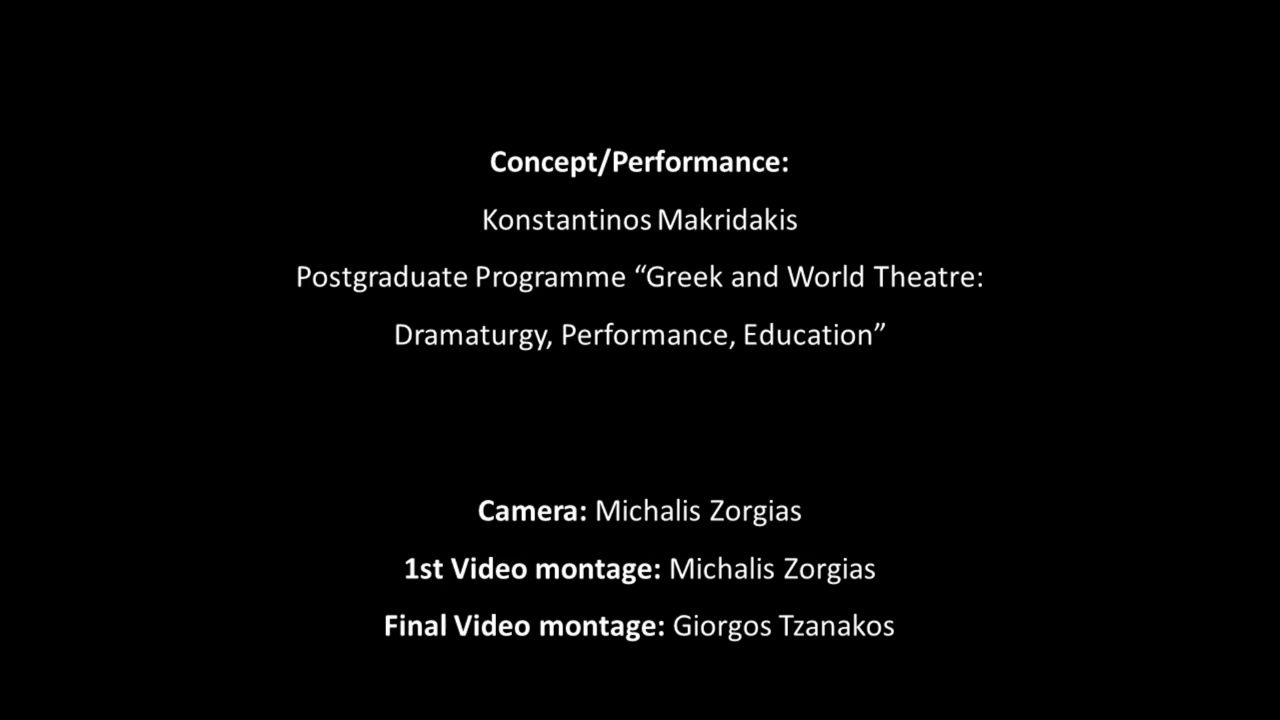 Concept/Performance:
Konstantinos Makridakis
Postgraduate Programme “Greek and World Theatre:
Dramaturgy, Performance, Education”
Camera: Michalis Zorgias
1st Video montage: Michalis Zorgias
Final Video montage: Giorgos Tzanakos